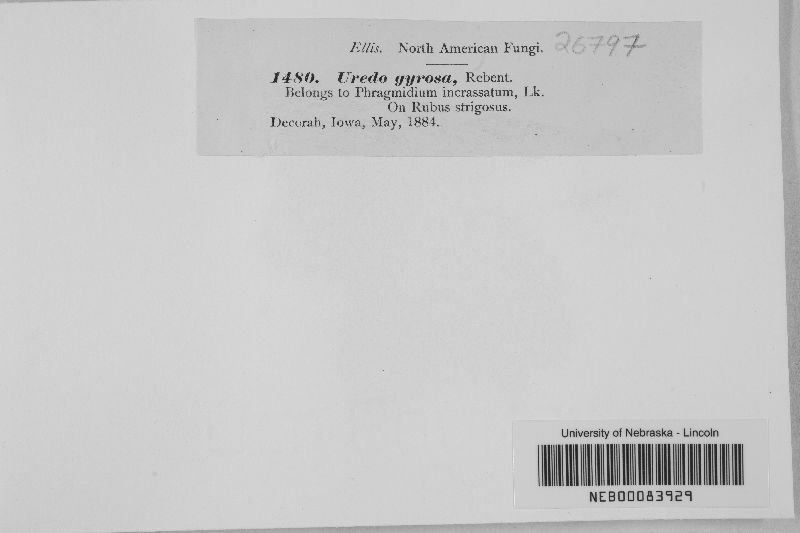 Ellis. North American Fungi. 26797
1480. Uredo gyrosa, Rebent.
Belongs to Phragmidium incrassatum, Lk.
On Rubus strigosus.
Decorah, Iowa, May, 1884.
University of Nebraska - Lincoln
NEB00083929